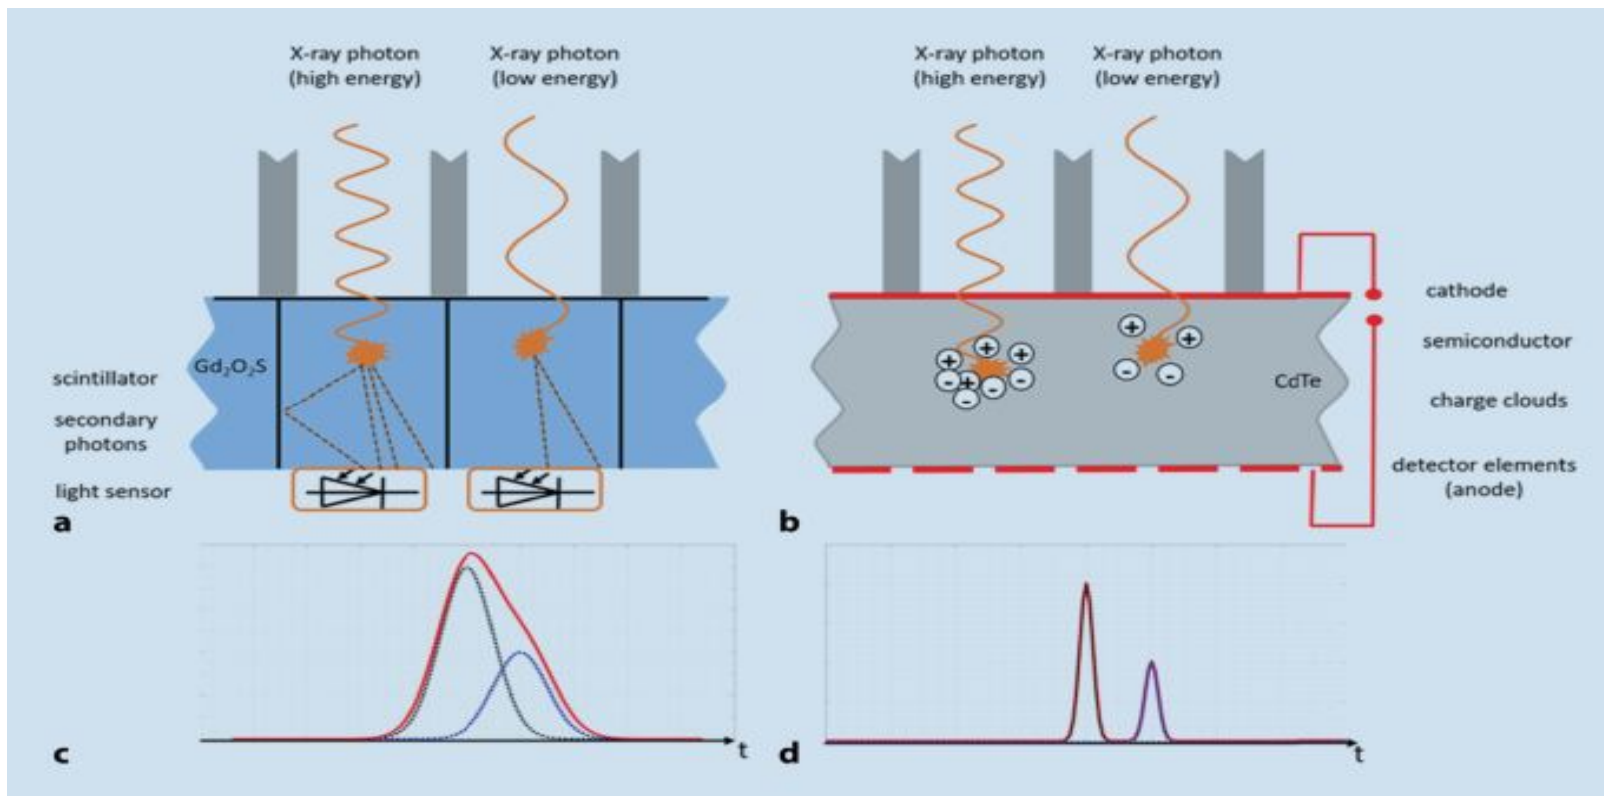 X-ray photon
(high energy)
X-ray photon
(low energy)
Gd₂O₂S
scintillator
secondary
photons
light sensor
a
X-ray photon
(high energy)
X-ray photon
(low energy)
+
+
+
+
-
-
-
-
+
+
-
-
CdTe
cathode
semiconductor
charge clouds
detector elements
(anode)
b
c
t
d
t